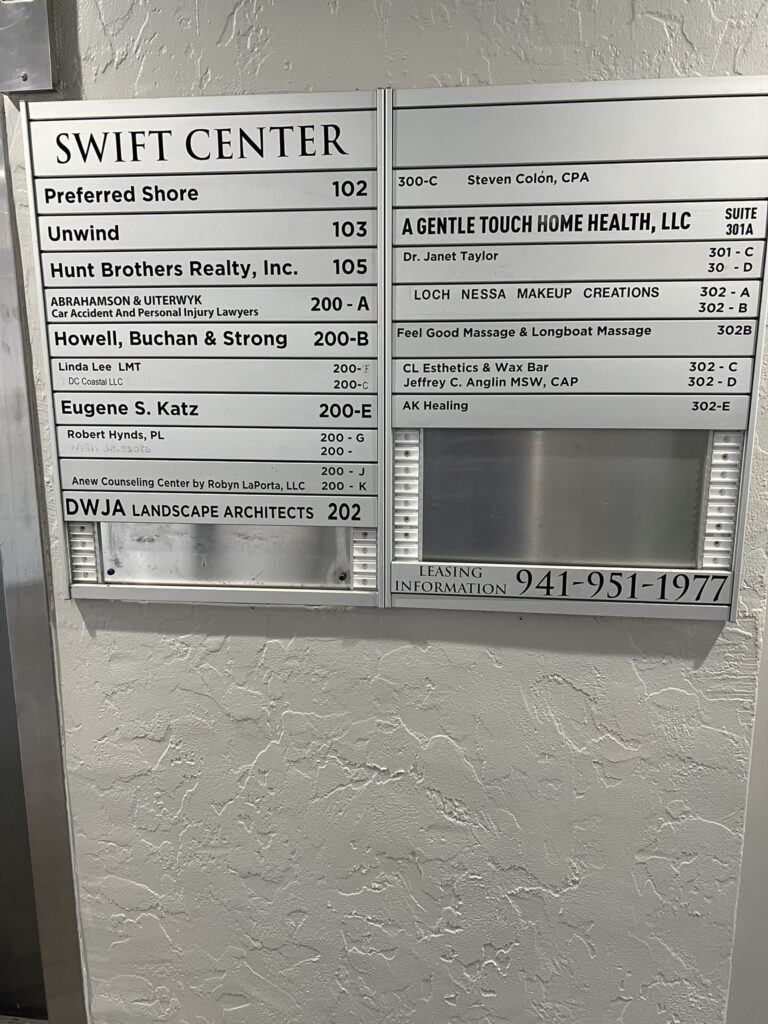 SWIFT CENTER
Preferred Shore 102
Unwind 103
Hunt Brothers Realty, Inc. 105
ABRAHAMSON & UITERWYK
Car Accident And Personal Injury Lawyers 200 - A
Howell, Buchan & Strong 200-B
Linda Lee LMT 200-F
DC Coastal LLC 200-C
Eugene S. Katz 200-E
Robert Hynds, PL 200 - G
200 -
200 - J
Anew Counseling Center by Robyn LaPorta, LLC 200 - K
DWJA LANDSCAPE ARCHITECTS 202
300-C Steven Colón, CPA
A GENTLE TOUCH HOME HEALTH, LLC SUITE 301A
Dr. Janet Taylor 301 - C
30 - D
LOCH NESSA MAKEUP CREATIONS 302 - A
302 - B
Feel Good Massage & Longboat Massage 302B
CL Esthetics & Wax Bar 302 - C
Jeffrey C. Anglin MSW, CAP 302 - D
AK Healing 302-E
LEASING
INFORMATION 941-951-1977